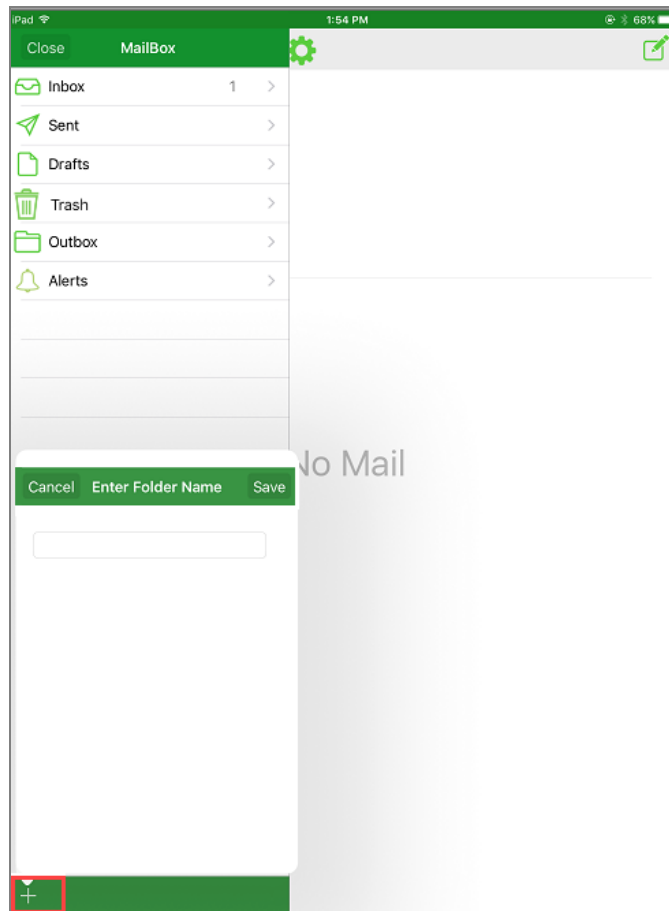 iPad 1:54 PM 68%
Close MailBox
Inbox 1
Sent
Drafts
Trash
Outbox
Alerts
No Mail
Cancel Enter Folder Name Save